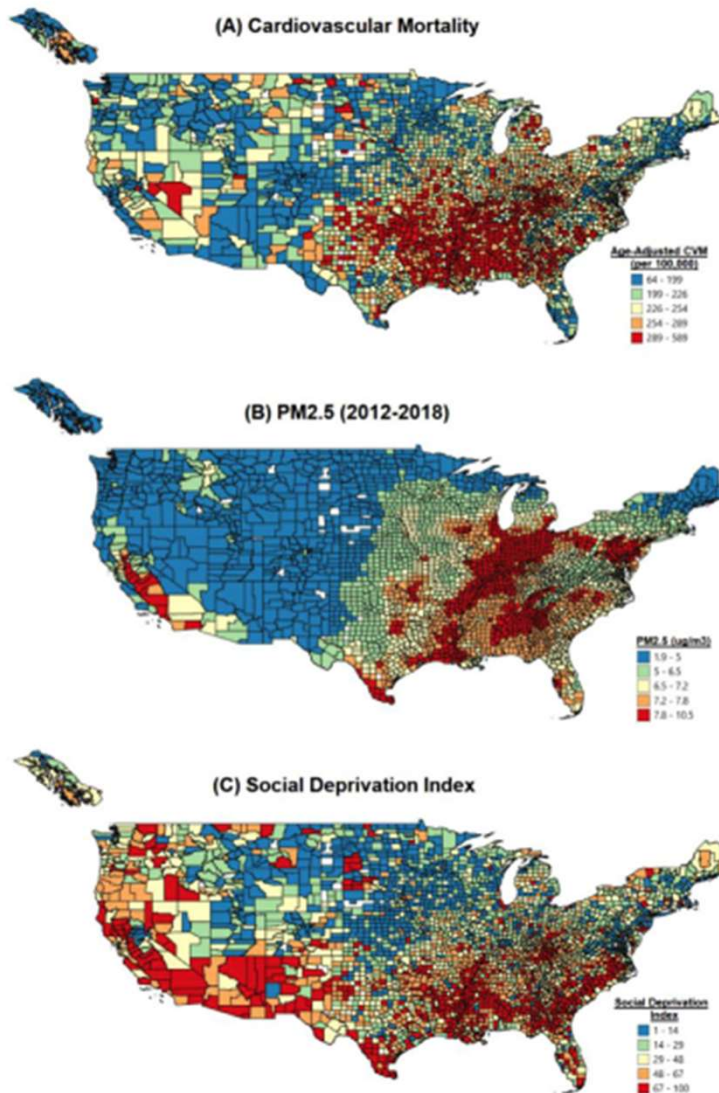 (A) Cardiovascular Mortality
Age-Adjusted CVM
(per 100,000)
64 - 199
199 - 226
226 - 254
254 - 289
289 - 589
(B) PM2.5 (2012-2018)
PM2.5 (ug/m3)
1.9 - 5
5 - 6.5
6.5 - 7.2
7.2 - 7.8
7.8 - 10.5
(C) Social Deprivation Index
Social Deprivation
Index
1 - 14
14 - 29
29 - 48
48 - 67
67 - 100